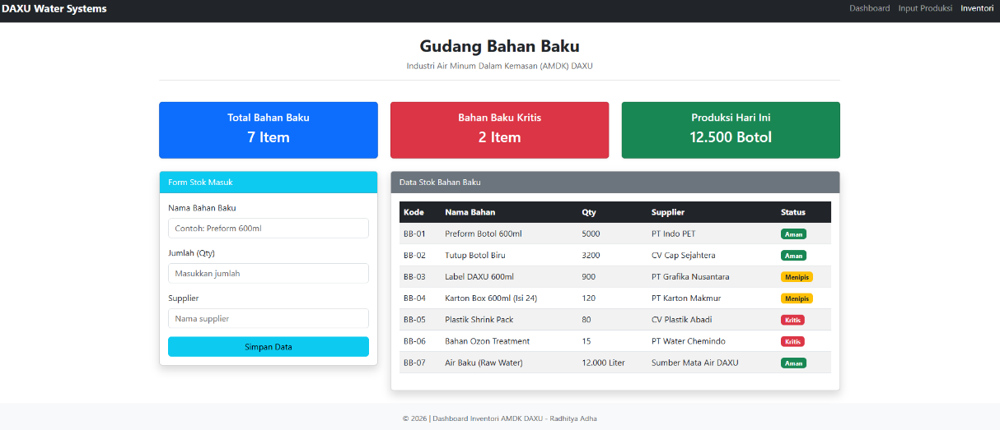 DAXU Water Systems
Dashboard Input Produksi Inventori
Gudang Bahan Baku
Industri Air Minum Dalam Kemasan (AMDK) DAXU
Total Bahan Baku
7 Item
Bahan Baku Kritis
2 Item
Produksi Hari Ini
12.500 Botol
Form Stok Masuk
Nama Bahan Baku
Contoh: Preform 600ml
Jumlah (Qty)
Masukkan jumlah
Supplier
Nama supplier
Simpan Data
Data Stok Bahan Baku
Kode Nama Bahan Qty Supplier Status
BB-01 Preform Botol 600ml 5000 PT Indo PET Aman
BB-02 Tutup Botol Biru 3200 CV Cap Sejahtera Aman
BB-03 Label DAXU 600ml 900 PT Grafika Nusantara Menipis
BB-04 Karton Box 600ml (Isi 24) 120 PT Karton Makmur Menipis
BB-05 Plastik Shrink Pack 80 CV Plastik Abadi Kritis
BB-06 Bahan Ozon Treatment 15 PT Water Chemindo Kritis
BB-07 Air Baku (Raw Water) 12.000 Liter Sumber Mata Air DAXU Aman
© 2026 | Dashboard Inventori AMDK DAXU - Radhitya Adha